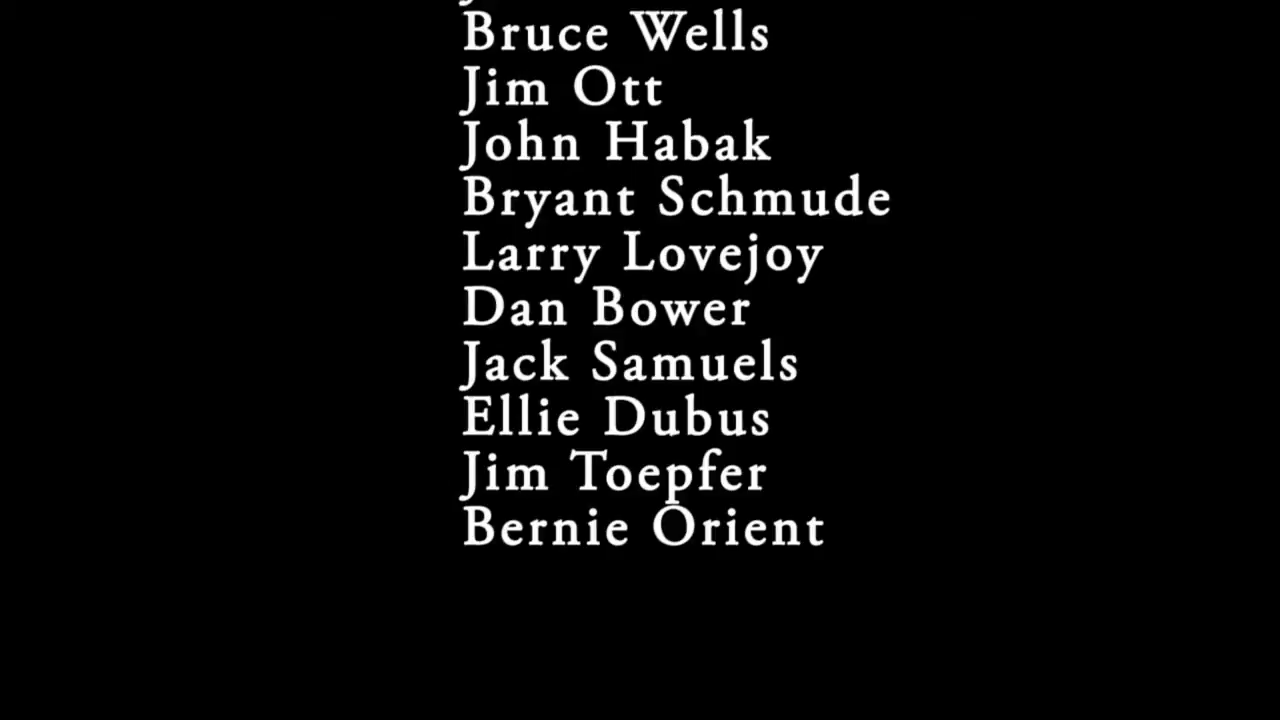 Bruce Wells
Jim Ott
John Habak
Bryant Schmude
Larry Lovejoy
Dan Bower
Jack Samuels
Ellie Dubus
Jim Toepfer
Bernie Orient